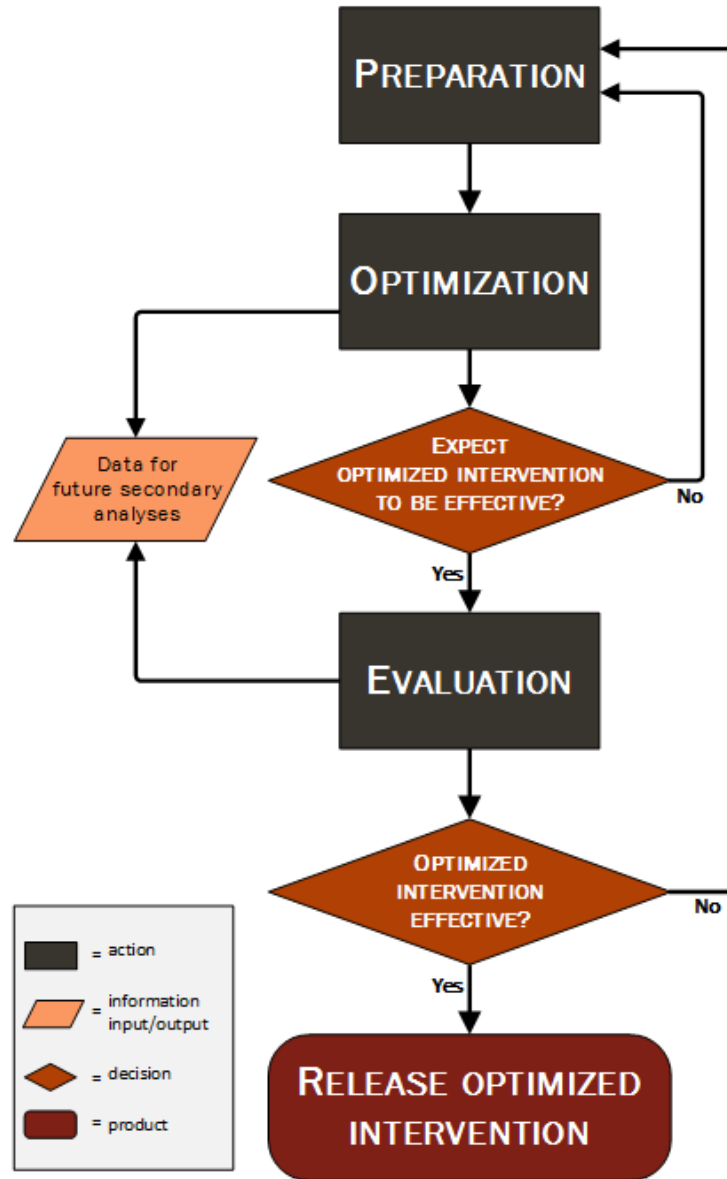 PREPARATION
OPTIMIZATION
Data for
future secondary
analyses
EXPECT
OPTIMIZED INTERVENTION
TO BE EFFECTIVE?
No
Yes
EVALUATION
OPTIMIZED
INTERVENTION
EFFECTIVE?
No
Yes
RELEASE OPTIMIZED
INTERVENTION
= action
= information
input/output
= decision
= product